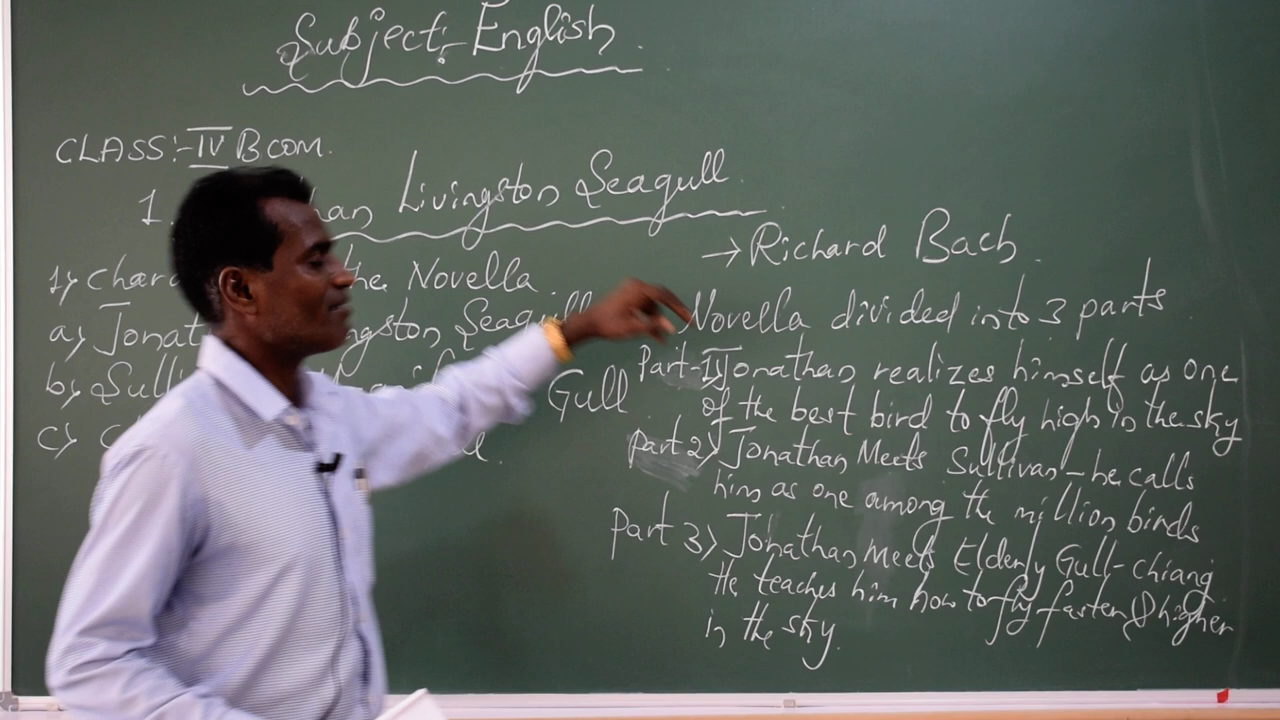 Subject:- English.
CLASS:- IV B com.
1. han Livingston Seagull.
→ Richard Bach.
1) Chara the Novella.
a) Jonat ngston Seagull
b) Sulli Gull
c)
Novella divided into 3 parts
Part-I) Jonathan realizes himself as one
of the best bird to fly high in the sky
Part 2) Jonathan Meets Sullivan - he calls
him as one among the million birds
Part 3) Jonathan Meets Elderly Gull - chiang
He teaches him how to fly faster & higher
in the sky.